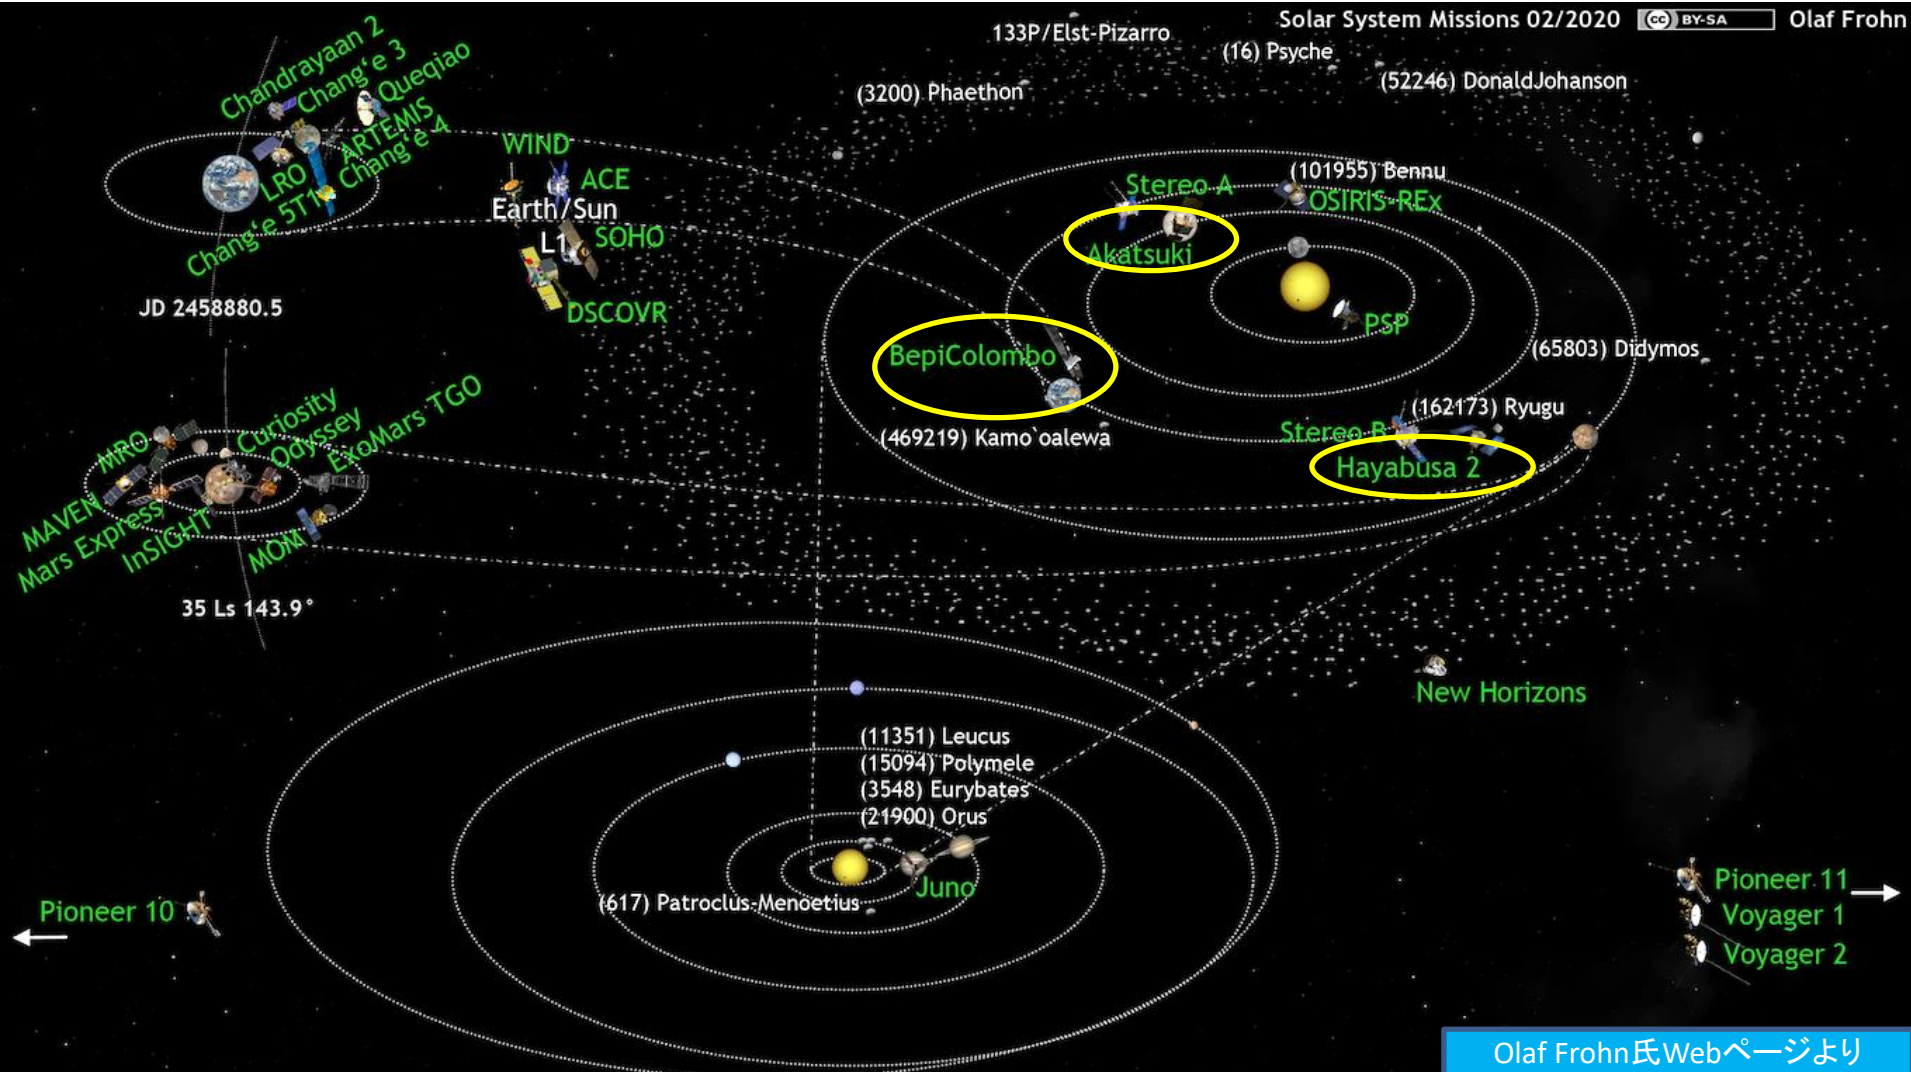 Solar System Missions 02/2020 (cc) BY-SA Olaf Frohn
133P/Elst-Pizarro
(16) Psyche
(3200) Phaethon
(52246) DonaldJohanson
Chandrayaan 2
Chang‘e 3
Queqiao
ARTEMIS
Chang‘e 4
LRO
Chang‘e 5T1
JD 2458880.5
WIND
ACE
Earth/Sun
L1
SOHO
DSCOVR
(101955) Bennu
Stereo A
OSIRIS-REx
Akatsuki
PSP
BepiColombo
(65803) Didymos
(162173) Ryugu
(469219) Kamo`oalewa
Stereo B
Hayabusa 2
Curiosity
Odyssey
ExoMars TGO
MRO
MAVEN
Mars Express
InSIGHT
MOM
35 Ls 143.9°
New Horizons
(11351) Leucus
(15094) Polymele
(3548) Eurybates
(21900) Orus
Juno
(617) Patroclus-Menoetius
Pioneer 10
Pioneer 11
Voyager 1
Voyager 2
Olaf Frohn氏Webページより